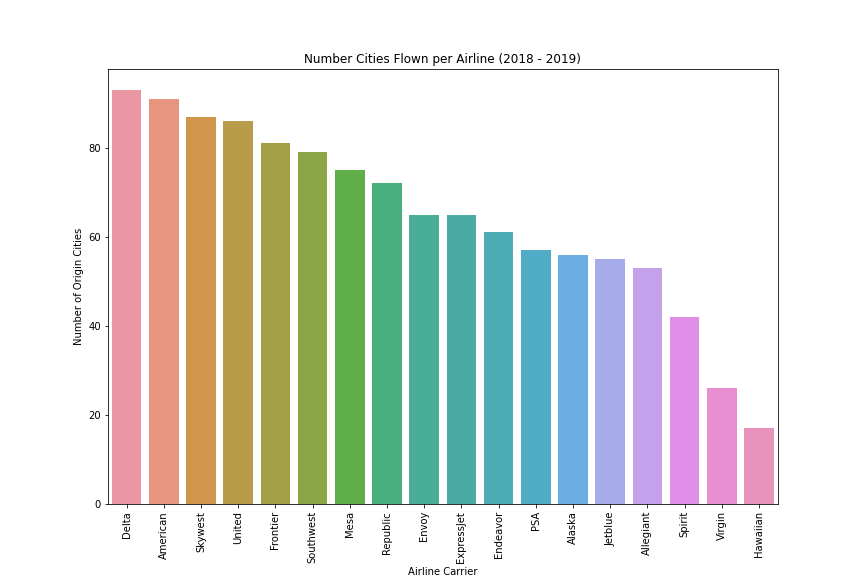 Number Cities Flown per Airline (2018 - 2019)
Number of Origin Cities
80
60
40
20
0
Delta
American
Skywest
United
Frontier
Southwest
Mesa
Republic
Envoy
ExpressJet
Endeavor
PSA
Alaska
Jetblue
Allegiant
Spirit
Virgin
Hawaiian
Airline Carrier